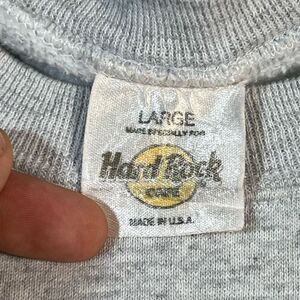 LARGE
MADE ESPECIALLY FOR
Hard Rock
CAFE
MADE IN U.S.A.